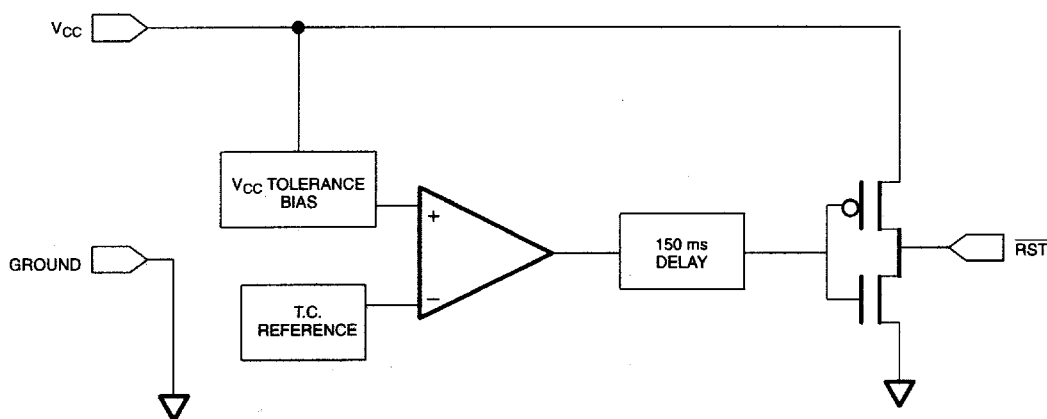 VCC
VCC TOLERANCE
BIAS
+
150 ms
DELAY
RST
GROUND
−
T.C.
REFERENCE